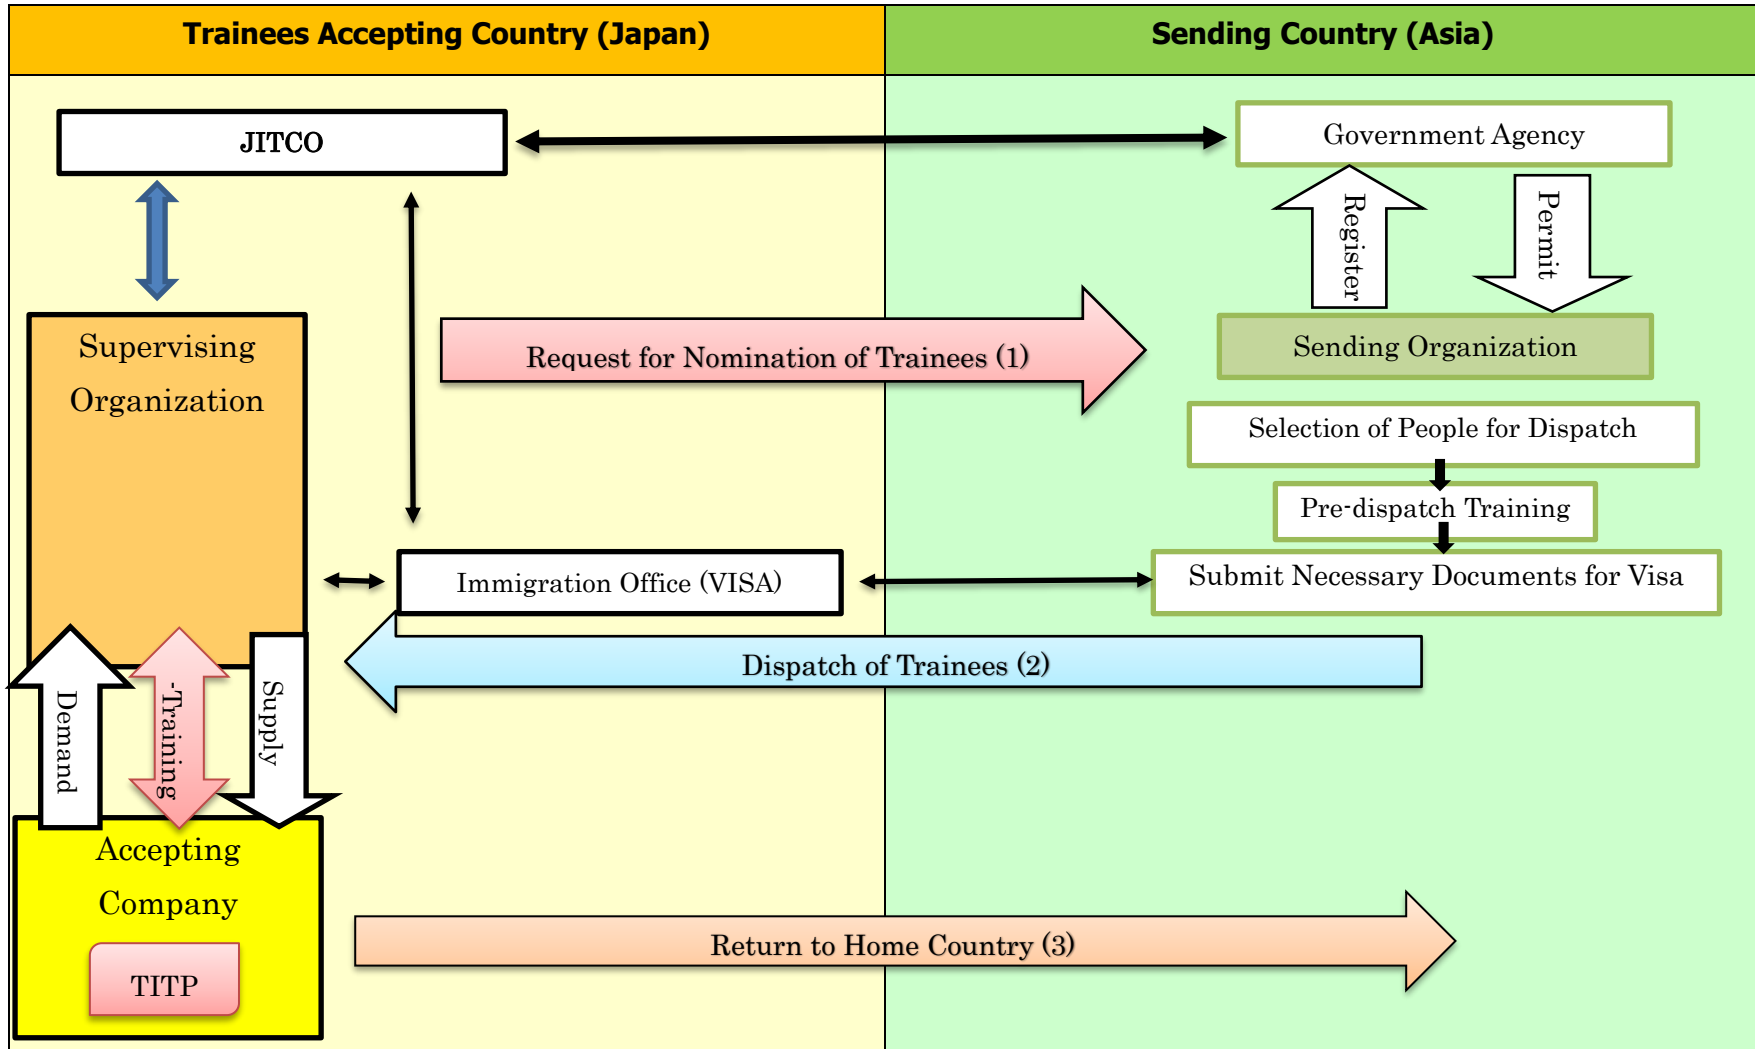 Trainees Accepting Country (Japan)
Sending Country (Asia)
JITCO
Government Agency
Register
Permit
Supervising
Organization
Request for Nomination of Trainees (1)
Sending Organization
Selection of People for Dispatch
Pre-dispatch Training
Immigration Office (VISA)
Submit Necessary Documents for Visa
Dispatch of Trainees (2)
Demand
-Training
Supply
Accepting
Company
TITP
Return to Home Country (3)